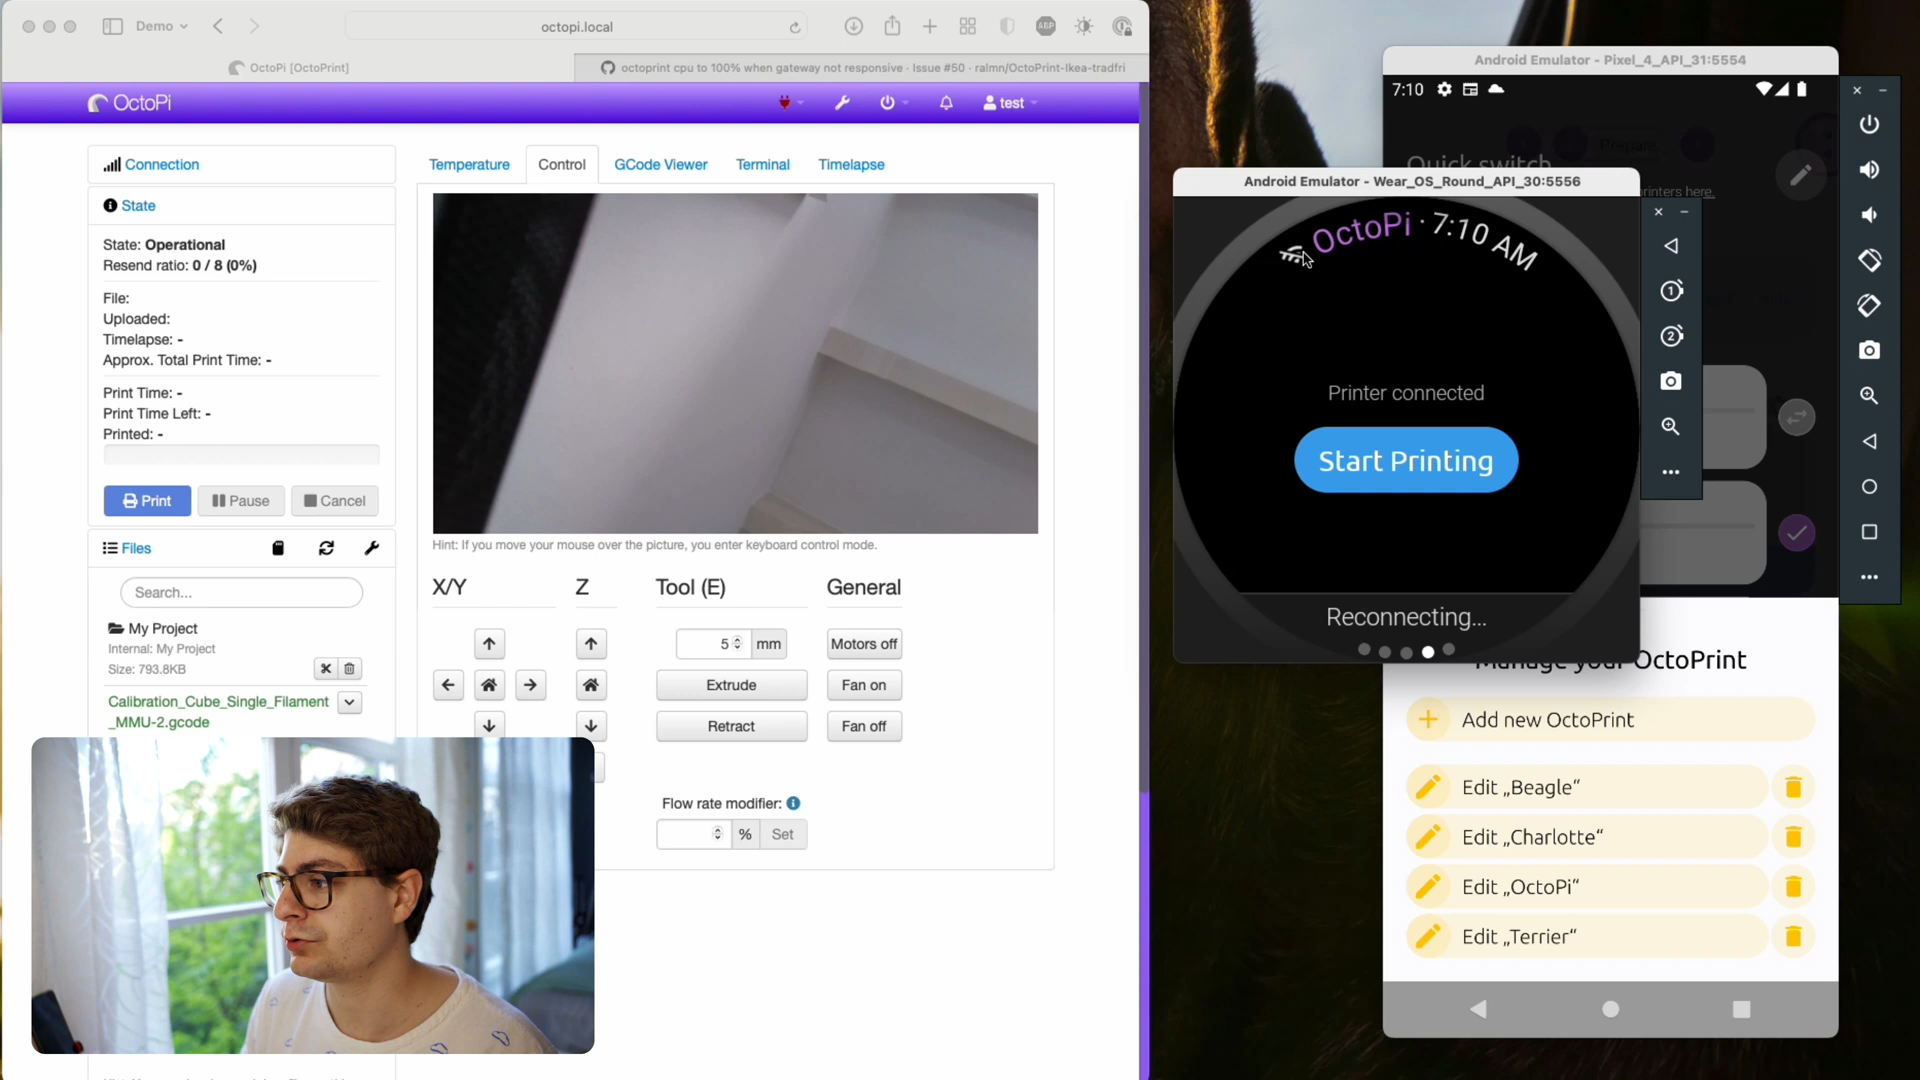 Demo
octopi.local
OctoPi [OctoPrint]
octoprint cpu to 100% when gateway not responsive · Issue #50 · ralmn/OctoPrint-Ikea-tradfri
OctoPi
test
Connection
State
State: Operational
Resend ratio: 0 / 8 (0%)
File:
Uploaded:
Timelapse: -
Approx. Total Print Time: -
Print Time: -
Print Time Left: -
Printed: -
Print
Pause
Cancel
Files
Search...
My Project
Internal: My Project
Size: 793.8KB
Calibration_Cube_Single_Filament
_MMU-2.gcode
Temperature
Control
GCode Viewer
Terminal
Timelapse
Hint: If you move your mouse over the picture, you enter keyboard control mode.
X/Y
Z
Tool (E)
General
5
mm
Motors off
Extrude
Fan on
Retract
Fan off
Flow rate modifier:
%
Set
Android Emulator - Pixel_4_API_31:5554
7:10
Prepare
Quick switch
printers here.
Android Emulator - Wear_OS_Round_API_30:5556
OctoPi · 7:10 AM
Printer connected
Start Printing
Reconnecting...
1
2
Manage your OctoPrint
Add new OctoPrint
Edit „Beagle“
Edit „Charlotte“
Edit „OctoPi“
Edit „Terrier“
ABP